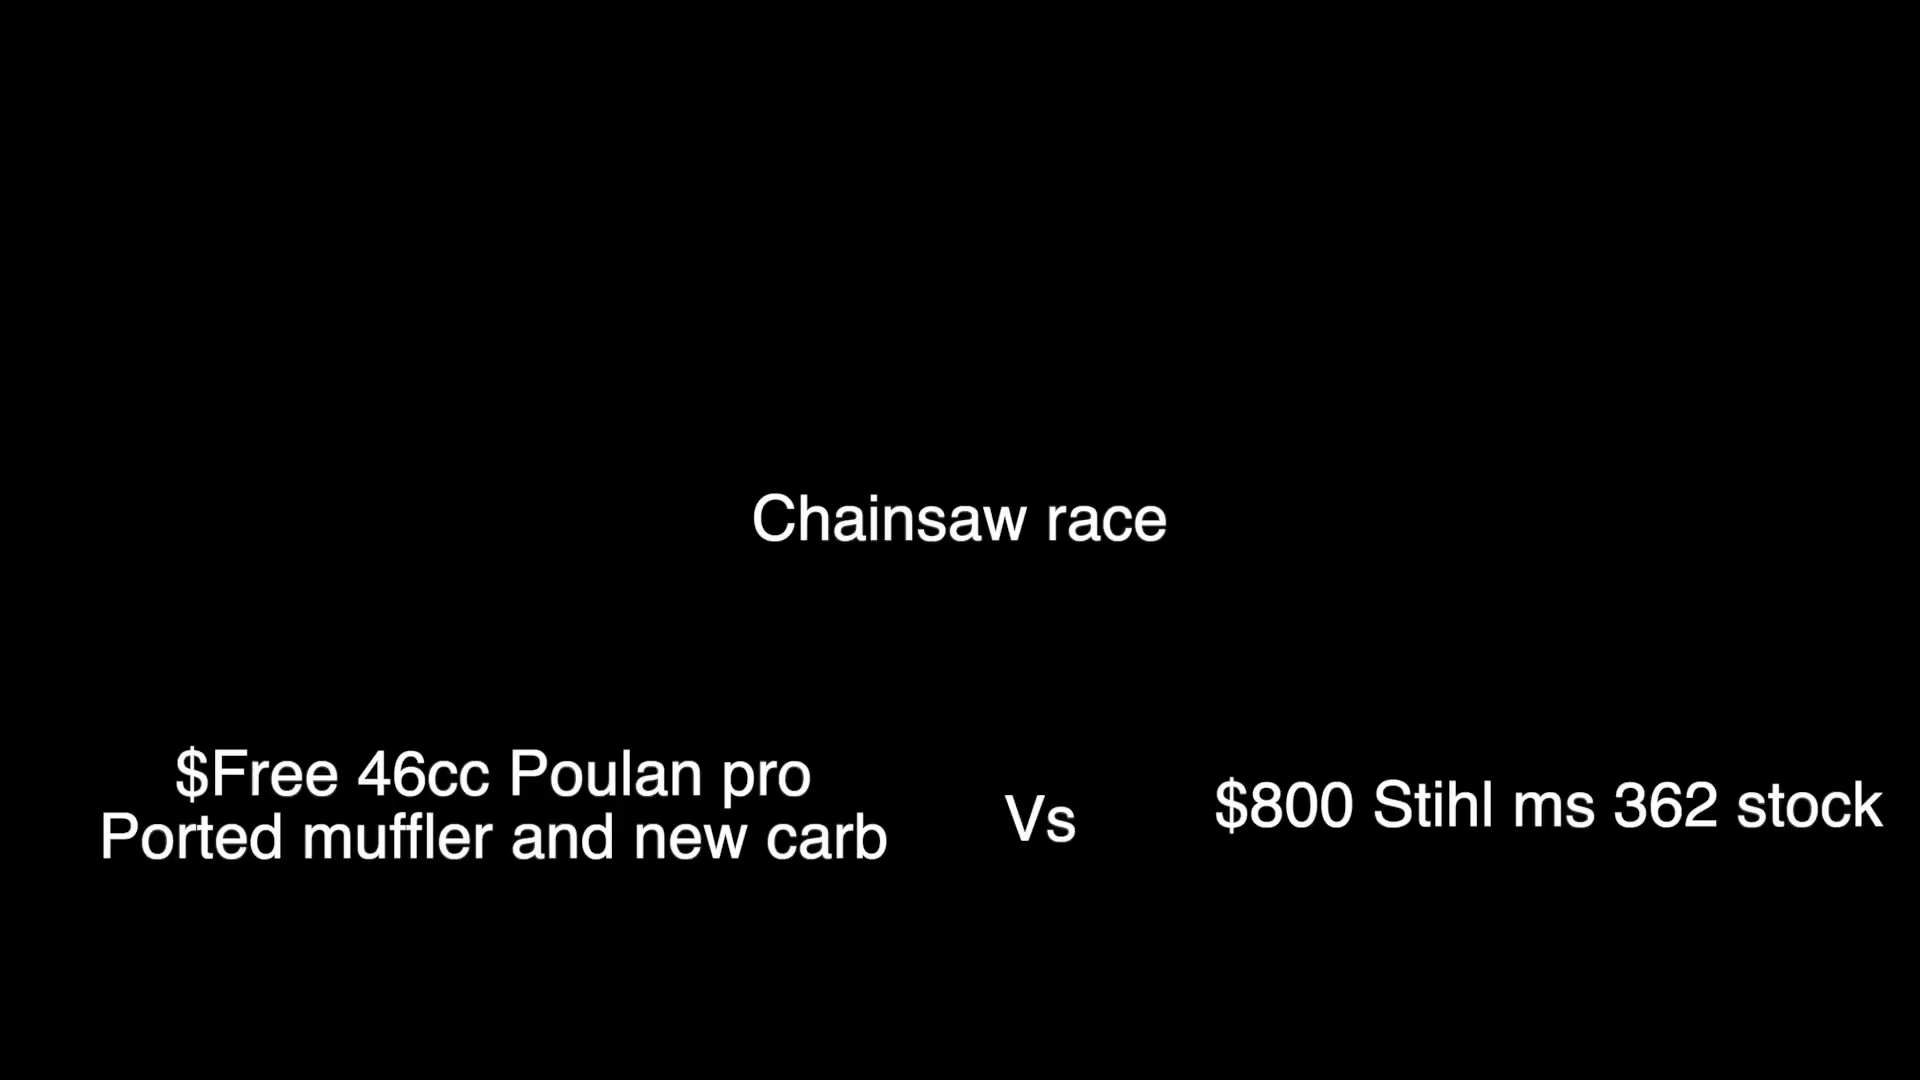 Chainsaw race
$Free 46cc Poulan pro
Ported muffler and new carb
Vs
$800 Stihl ms 362 stock